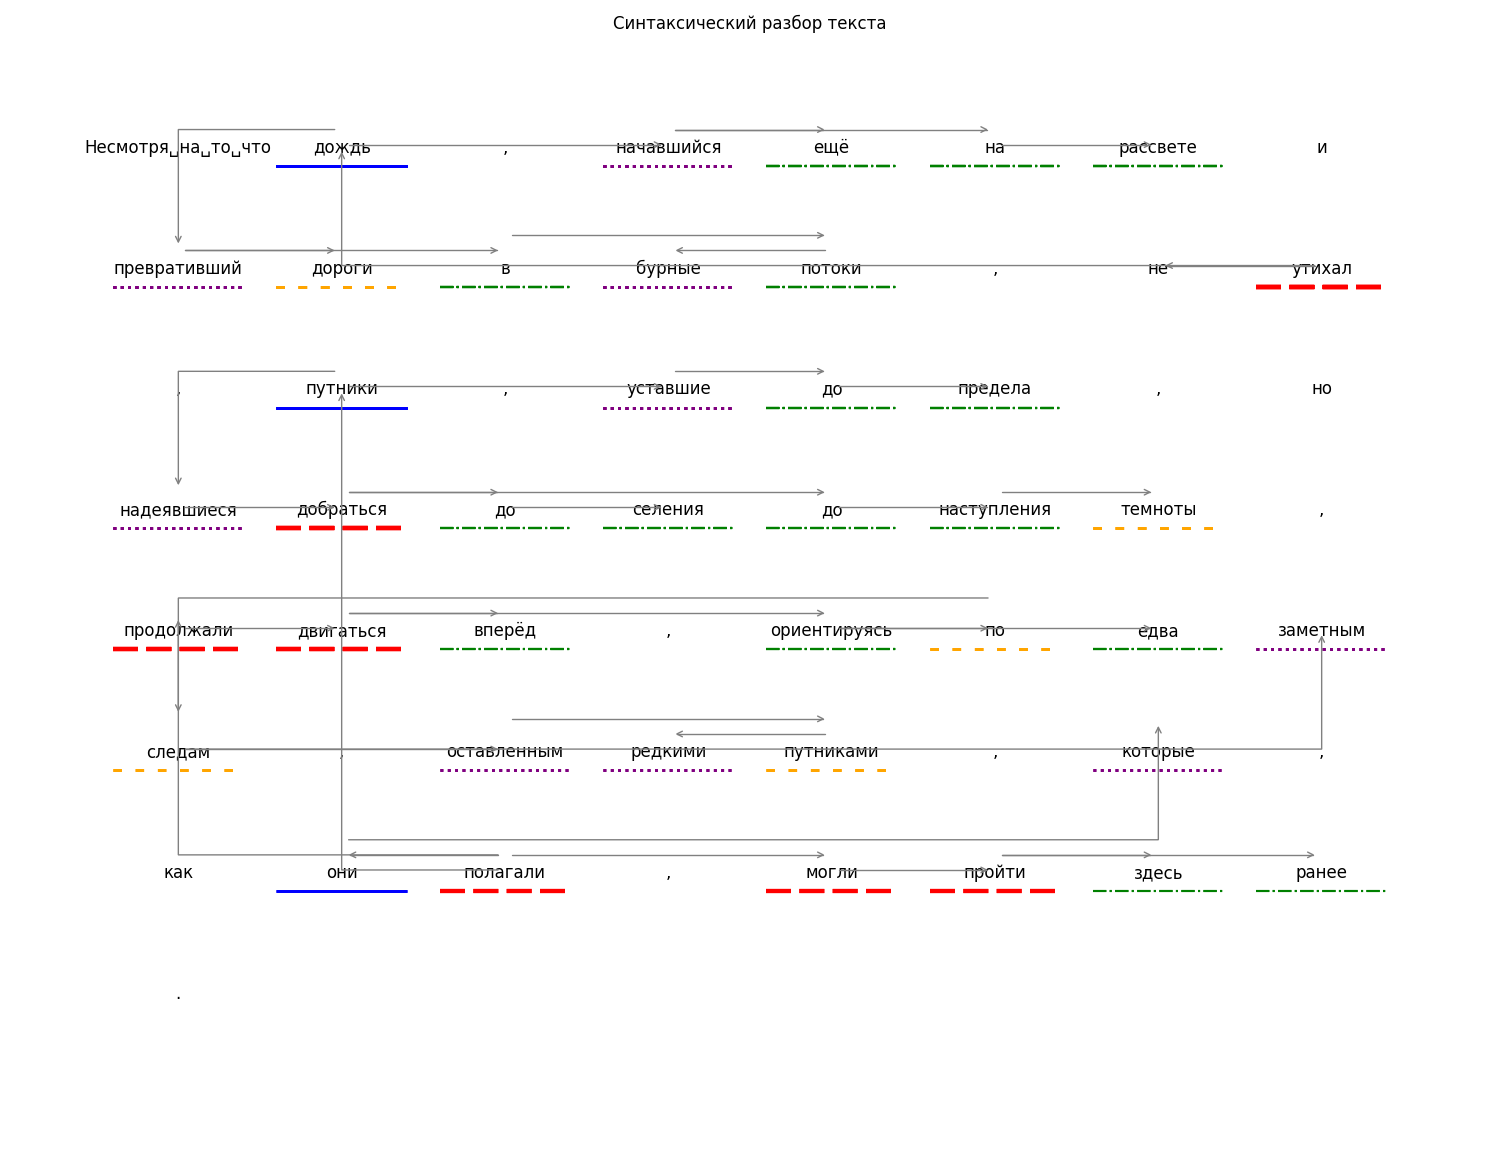 Синтаксический разбор текста
Несмотря␣на␣то␣что дождь , начавшийся ещё на рассвете и
превративший дороги в бурные потоки , не утихал
, путники , уставшие до предела , но
надеявшиеся добраться до селения до наступления темноты ,
продолжали двигаться вперёд , ориентируясь по едва заметным
следам , оставленным редкими путниками , которые ,
как они полагали , могли пройти здесь ранее
.